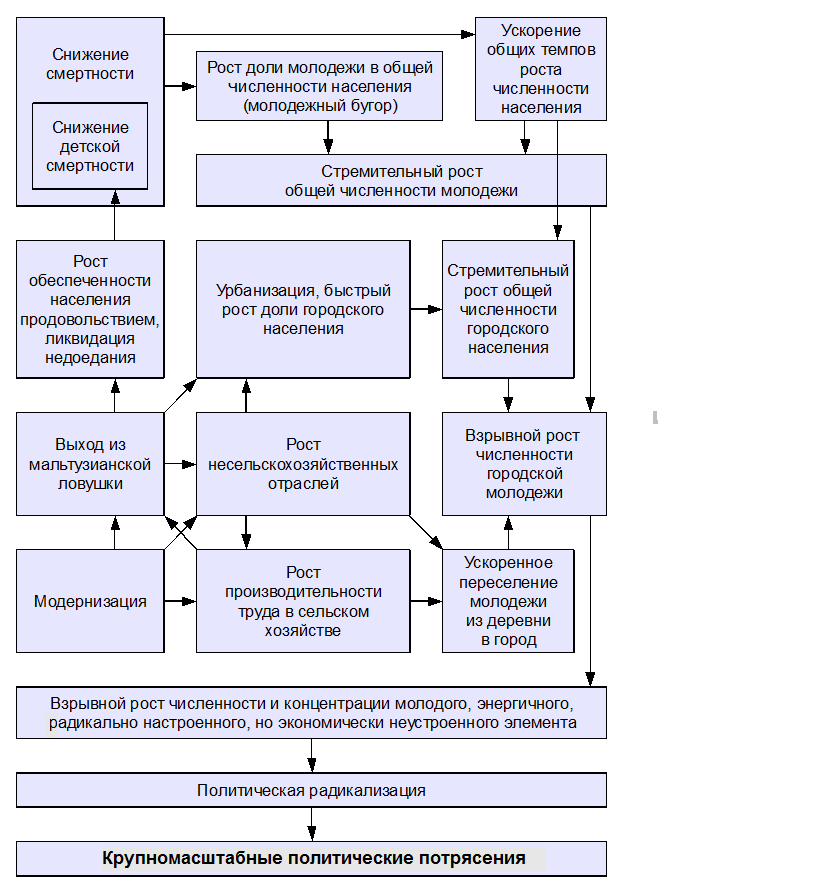 Снижение
смертности
Снижение
детской
смертности
Рост доли молодежи в общей
численности населения
(молодежный бугор)
Ускорение
общих темпов
роста
численности
населения
Стремительный рост
общей численности молодежи
Рост
обеспеченности
населения
продовольствием,
ликвидация
недоедания
Урбанизация, быстрый
рост доли городского
населения
Стремительный
рост общей
численности
городского
населения
Выход из
мальтузианской
ловушки
Рост
несельскохозяйственных
отраслей
Взрывной рост
численности
городской
молодежи
Модернизация
Рост
производительности
труда в сельском
хозяйстве
Ускоренное
переселение
молодежи
из деревни
в город
Взрывной рост численности и концентрации молодого, энергичного,
радикально настроенного, но экономически неустроенного элемента
Политическая радикализация
Крупномасштабные политические потрясения